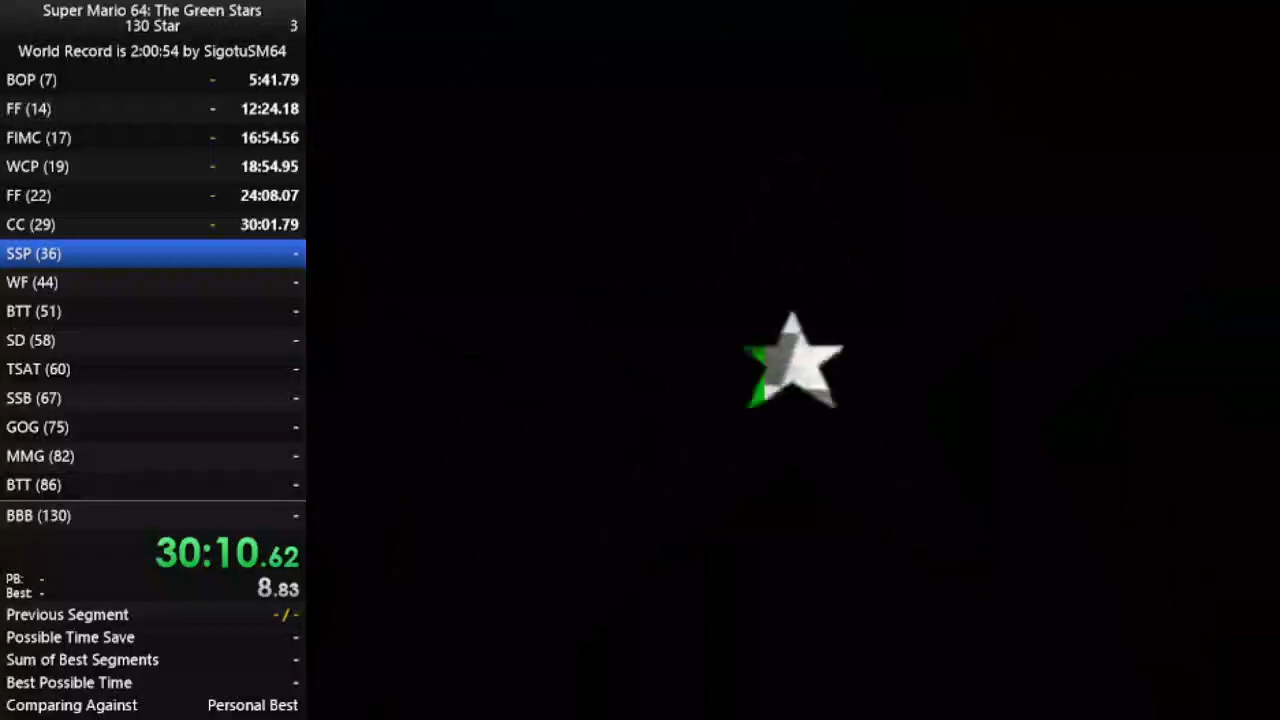 Super Mario 64: The Green Stars
130 Star 3
World Record is 2:00:54 by SigotuSM64
BOP (7) - 5:41.79
FF (14) - 12:24.18
FIMC (17) - 16:54.56
WCP (19) - 18:54.95
FF (22) - 24:08.07
CC (29) - 30:01.79
SSP (36) -
WF (44) -
BTT (51) -
SD (58) -
TSAT (60) -
SSB (67) -
GOG (75) -
MMG (82) -
BTT (86) -
BBB (130) -
30:10.62
PB: -
Best: - 8.83
Previous Segment - / -
Possible Time Save -
Sum of Best Segments -
Best Possible Time -
Comparing Against Personal Best